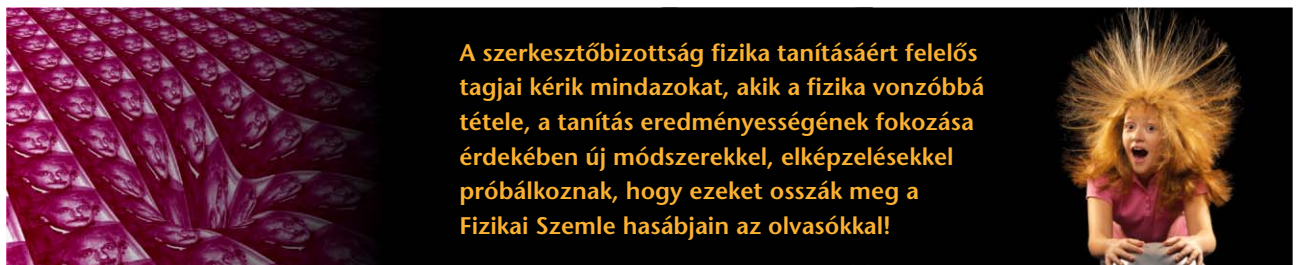 A szerkesztőbizottság fizika tanításáért felelős
tagjai kérik mindazokat, akik a fizika vonzóbbá
tétele, a tanítás eredményességének fokozása
érdekében új módszerekkel, elképzelésekkel
próbálkoznak, hogy ezeket osszák meg a
Fizikai Szemle hasábjain az olvasókkal!